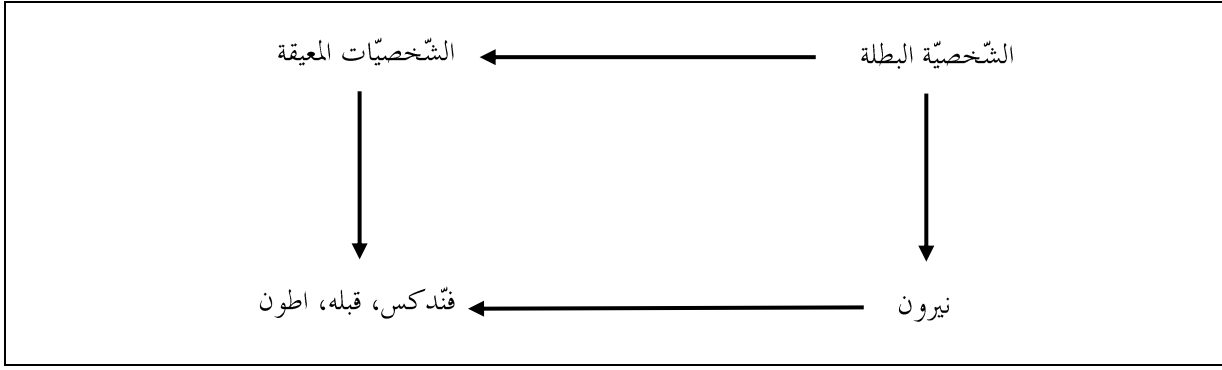 الشّخصيّة البطلة
الشّخصيّات المعيقة
نيرون
فنّدكس، قبله، اطون